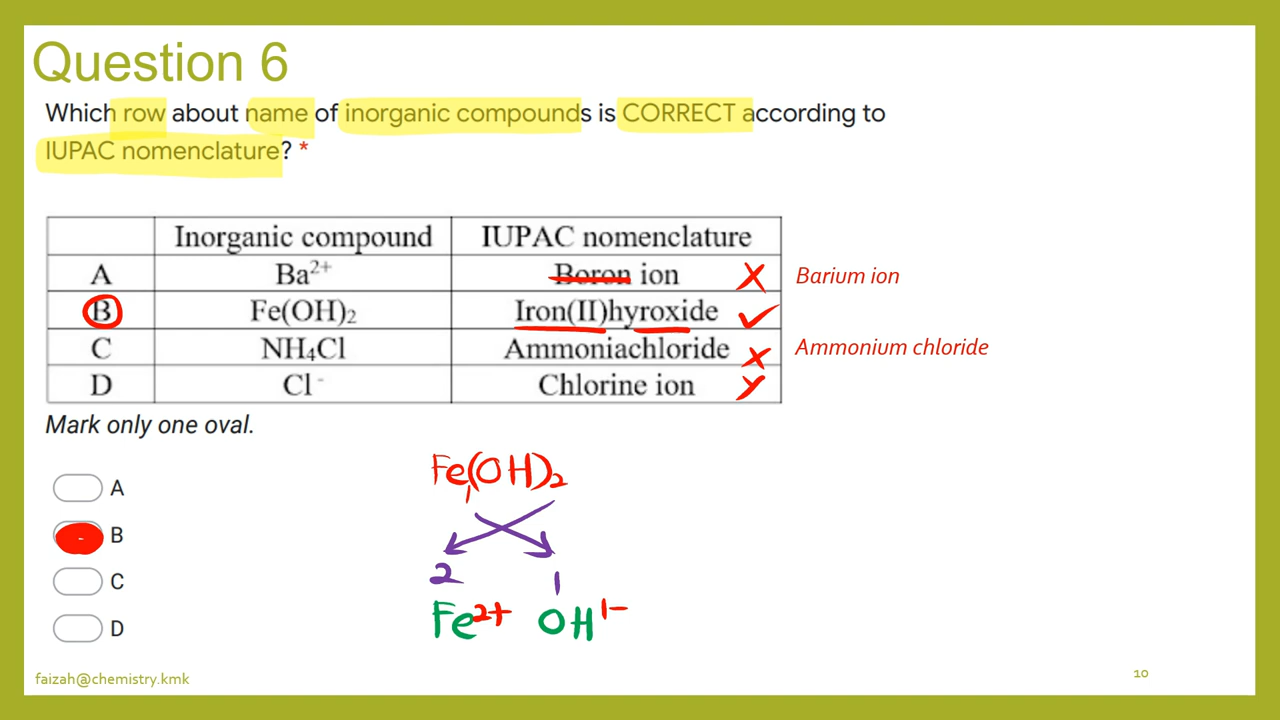 Question 6
Which row about name of inorganic compounds is CORRECT according to
IUPAC nomenclature? *
Inorganic compound IUPAC nomenclature
A Ba²⁺ Boron ion ✗ Barium ion
B Fe(OH)₂ Iron(II)hyroxide ✓
C NH₄Cl Ammoniachloride ✗ Ammonium chloride
D Cl⁻ Chlorine ion ✗
Mark only one oval.
A
B
C
D
Fe₁(OH)₂
2 1
Fe²⁺ OH¹⁻
faizah@chemistry.kmk
10